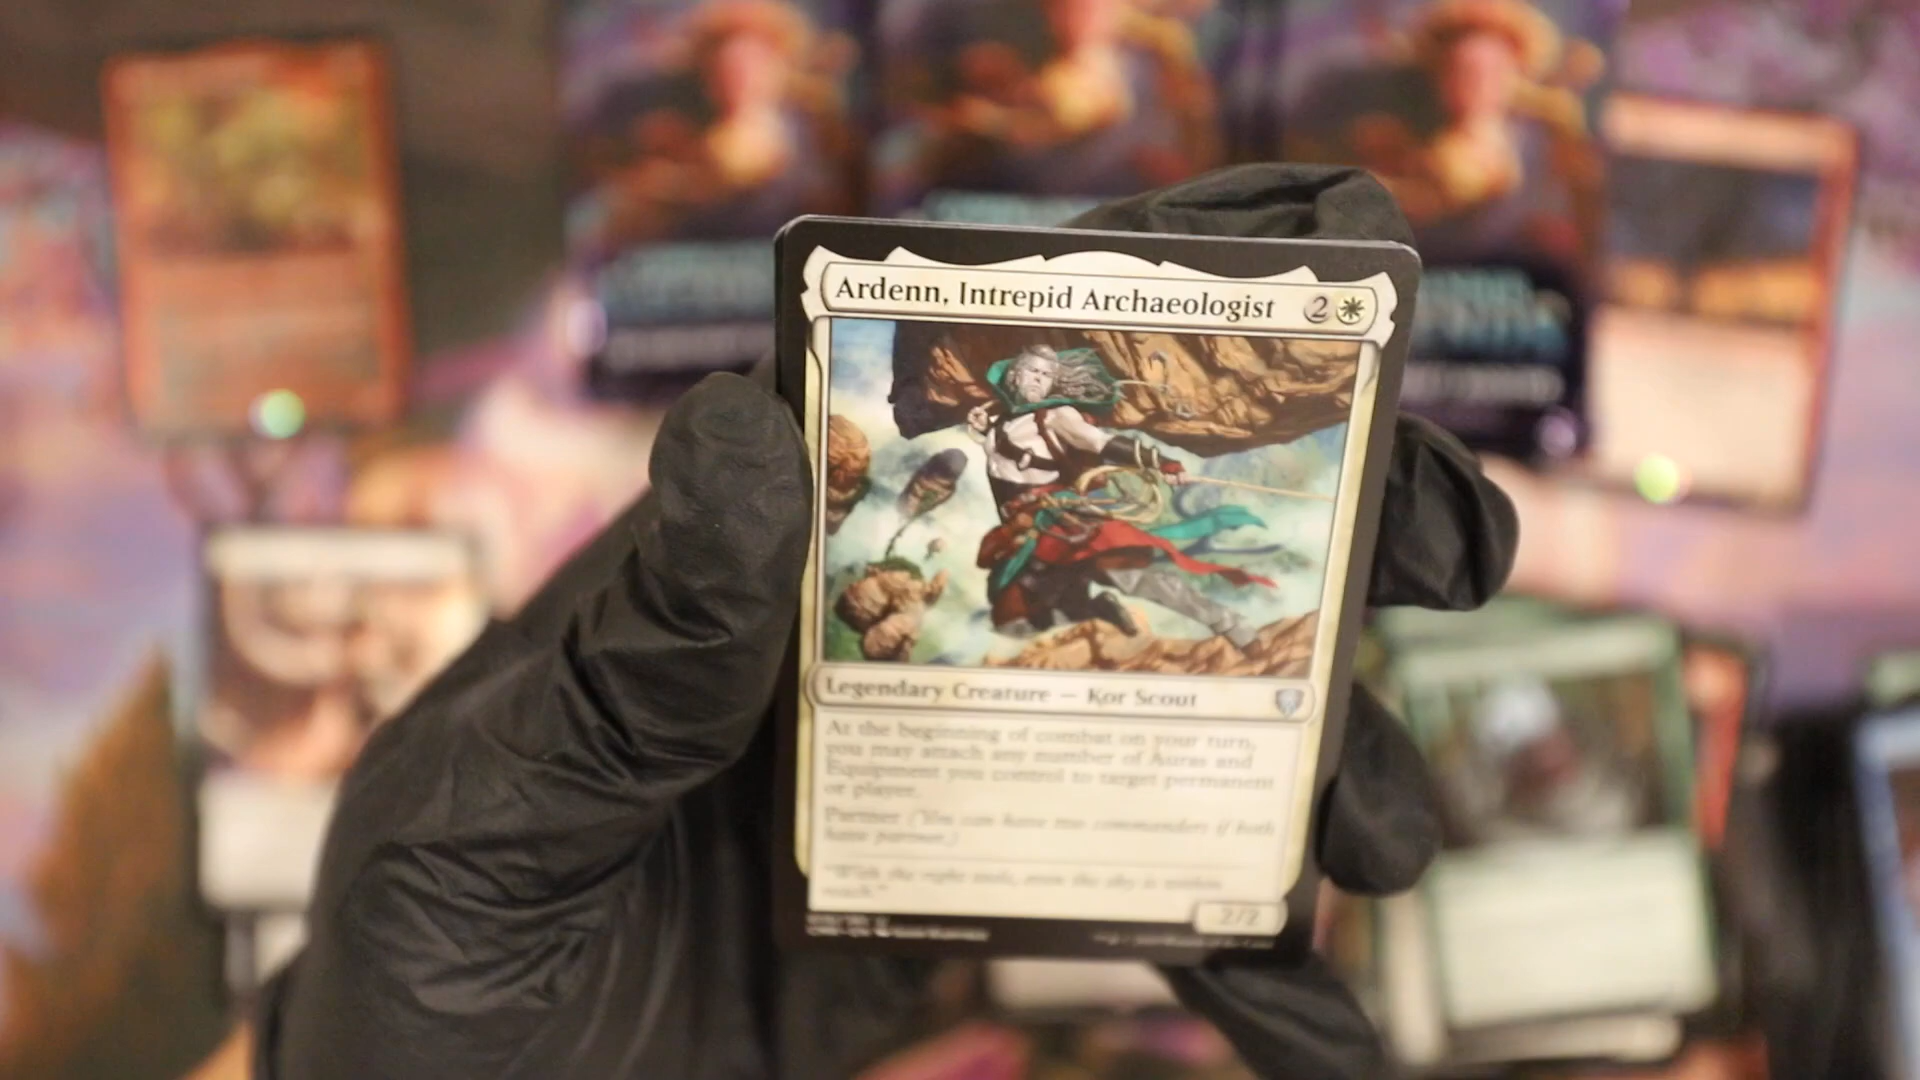 Ardenn, Intrepid Archaeologist 2
Legendary Creature — Kor Scout
At the beginning of combat on your turn,
you may attach any number of Auras and
Equipment you control to target permanent
or player.
Partner (You can have two commanders if both
have partner.)
"With the right tools, even the sky is within
reach."
2/2